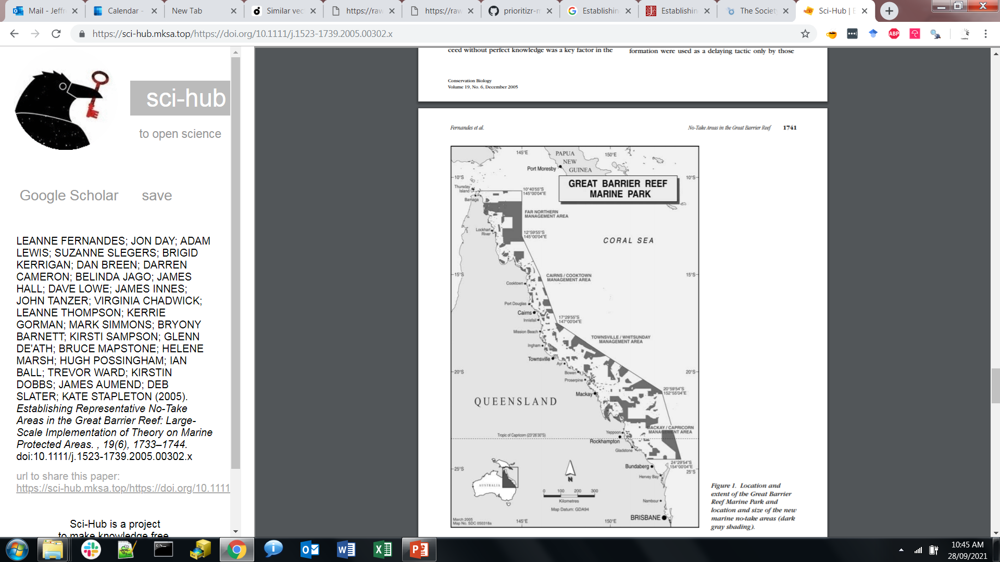 Mail - Jeffr
Calendar -
New Tab
Similar vec
https://raw
https://raw
prioritizr-m
Establishin
Establishin
The Society
Sci-Hub | E
https://sci-hub.mksa.top/https://doi.org/10.1111/j.1523-1739.2005.00302.x
ABP
sci-hub
to open science
Google Scholar
save
LEANNE FERNANDES; JON DAY; ADAM
LEWIS; SUZANNE SLEGERS; BRIGID
KERRIGAN; DAN BREEN; DARREN
CAMERON; BELINDA JAGO; JAMES
HALL; DAVE LOWE; JAMES INNES;
JOHN TANZER; VIRGINIA CHADWICK;
LEANNE THOMPSON; KERRIE
GORMAN; MARK SIMMONS; BRYONY
BARNETT; KIRSTI SAMPSON; GLENN
DE'ATH; BRUCE MAPSTONE; HELENE
MARSH; HUGH POSSINGHAM; IAN
BALL; TREVOR WARD; KIRSTIN
DOBBS; JAMES AUMEND; DEB
SLATER; KATE STAPLETON (2005).
Establishing Representative No-Take
Areas in the Great Barrier Reef: Large-
Scale Implementation of Theory on Marine
Protected Areas. , 19(6), 1733–1744.
doi:10.1111/j.1523-1739.2005.00302.x
url to share this paper:
https://sci-hub.mksa.top/https://doi.org/10.1111
Sci-Hub is a project
to make knowledge free
ceed without perfect knowledge was a key factor in the
formation were used as a delaying tactic only by those
Conservation Biology
Volume 19, No. 6, December 2005
Fernandes et al.
No-Take Areas in the Great Barrier Reef 1741
145°E
PAPUA
NEW
GUINEA
150°E
Port Moresby
10°S
10°S
GREAT BARRIER REEF
MARINE PARK
Thursday
Island
Bamaga
10°40'55"S
145°00'04"E
FAR NORTHERN
MANAGEMENT AREA
Lockhart
River
12°59'55"S
145°00'04"E
CORAL SEA
15°S
15°S
CAIRNS / COOKTOWN
MANAGEMENT AREA
Cooktown
Port Douglas
Cairns
Innisfail
17°29'55"S
147°00'04"E
Mission Beach
TOWNSVILLE / WHITSUNDAY
MANAGEMENT AREA
Ingham
Townsville
Ayr
20°S
20°S
Bowen
Proserpine
Mackay
20°59'54"S
152°55'04"E
QUEENSLAND
MACKAY / CAPRICORN
MANAGEMENT AREA
Yeppoon
Tropic of Capricorn (23°26'30"S)
Rockhampton
Gladstone
24°29'54"S
154°00'04"E
Bundaberg
25°S
25°S
Hervey Bay
AUSTRALIA
N
0 100 200 300
Kilometres
Map Datum: GDA94
Nambour
BRISBANE
March 2005
Map No. SDC 050318a
145°E
150°E
Figure 1. Location and
extent of the Great Barrier
Reef Marine Park and
location and size of the new
marine no-take areas (dark
gray shading).
10:45 AM
28/09/2021